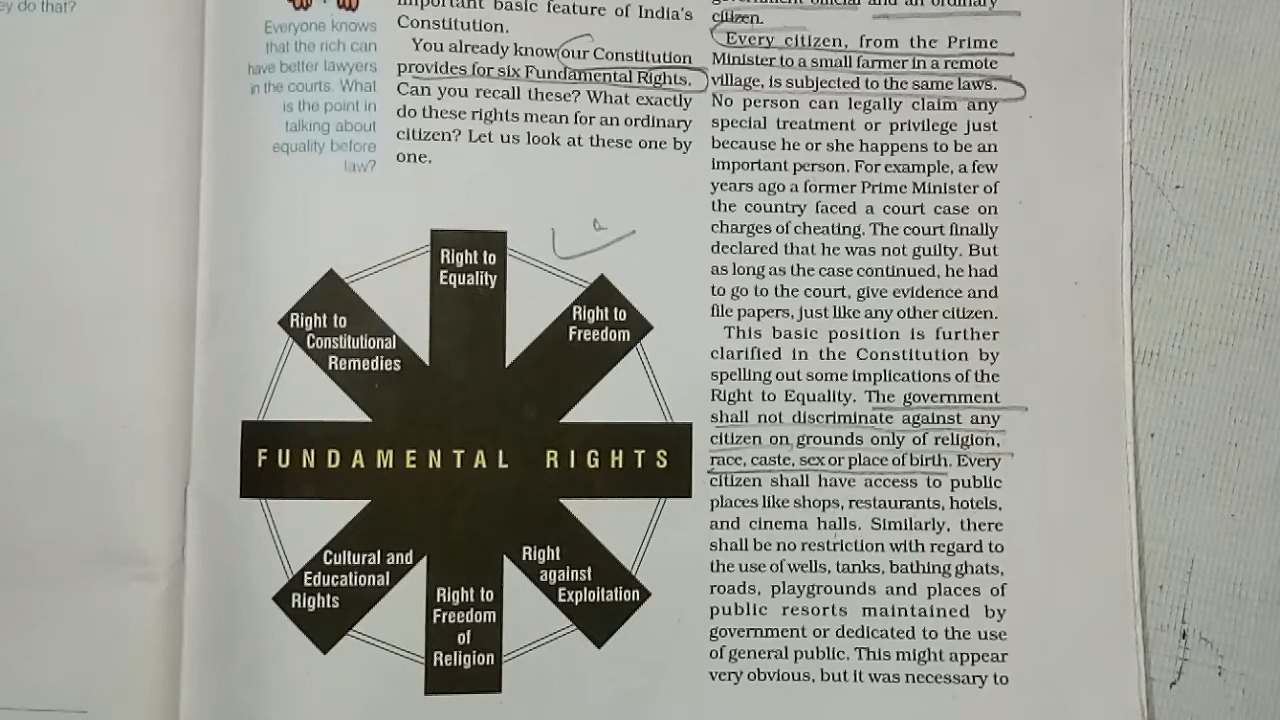 ey do that?
Everyone knows
that the rich can
have better lawyers
in the courts. What
is the point in
talking about
equality before
law?
important basic feature of India's
Constitution.
You already know our Constitution
provides for six Fundamental Rights.
Can you recall these? What exactly
do these rights mean for an ordinary
citizen? Let us look at these one by
one.
Right to
Equality
Right to
Freedom
Right to
Constitutional
Remedies
FUNDAMENTAL RIGHTS
Cultural and
Educational
Rights
Right to
Freedom
of
Religion
Right
against
Exploitation
government official and an ordinary
citizen.
Every citizen, from the Prime
Minister to a small farmer in a remote
village, is subjected to the same laws.
No person can legally claim any
special treatment or privilege just
because he or she happens to be an
important person. For example, a few
years ago a former Prime Minister of
the country faced a court case on
charges of cheating. The court finally
declared that he was not guilty. But
as long as the case continued, he had
to go to the court, give evidence and
file papers, just like any other citizen.
This basic position is further
clarified in the Constitution by
spelling out some implications of the
Right to Equality. The government
shall not discriminate against any
citizen on grounds only of religion,
race, caste, sex or place of birth. Every
citizen shall have access to public
places like shops, restaurants, hotels,
and cinema halls. Similarly, there
shall be no restriction with regard to
the use of wells, tanks, bathing ghats,
roads, playgrounds and places of
public resorts maintained by
government or dedicated to the use
of general public. This might appear
very obvious, but it was necessary to